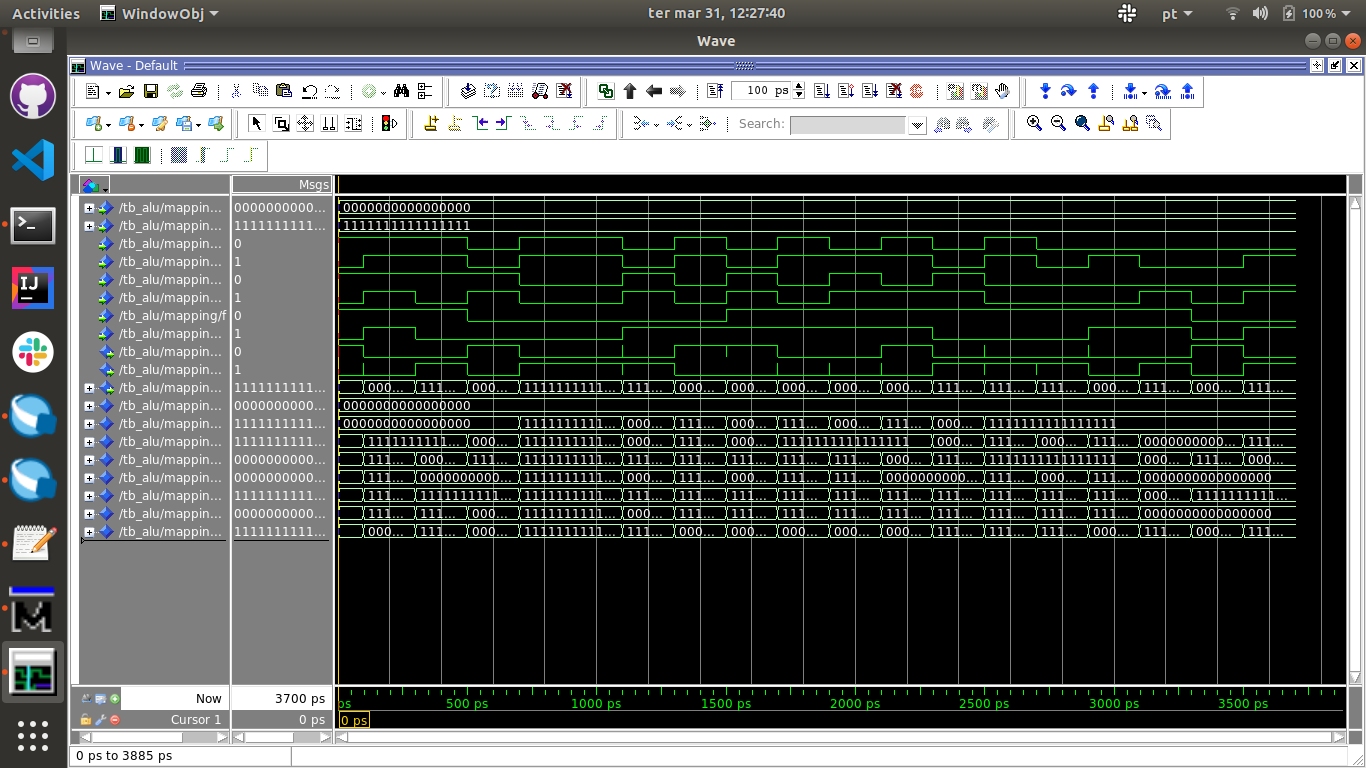 Activities WindowObj ter mar 31, 12:27:40 pt 100 %
Wave
Wave - Default
100 ps
Search:
Msgs
/tb_alu/mappin... 0000000000... 0000000000000000
/tb_alu/mappin... 1111111111... 1111111111111111
/tb_alu/mappin... 0
/tb_alu/mappin... 1
/tb_alu/mappin... 0
/tb_alu/mappin... 1
/tb_alu/mapping/f 0
/tb_alu/mappin... 1
/tb_alu/mappin... 0
/tb_alu/mappin... 1
/tb_alu/mappin... 1111111111... 000... 111... 000... 1111111111... 111... 000... 000... 000... 000... 000... 111... 111... 111... 000... 111... 000... 111...
/tb_alu/mappin... 0000000000... 0000000000000000
/tb_alu/mappin... 1111111111... 0000000000000000 1111111111... 000... 111... 000... 111... 000... 111... 000... 1111111111111111
/tb_alu/mappin... 1111111111... 1111111111... 000... 1111111111... 000... 111... 000... 1111111111111111 000... 111... 000... 111... 0000000000... 111...
/tb_alu/mappin... 0000000000... 111... 000... 111... 1111111111... 111... 111... 111... 111... 111... 000... 111... 1111111111111111 000... 111... 000...
/tb_alu/mappin... 0000000000... 111... 0000000000... 1111111111... 000... 111... 000... 111... 111... 0000000000... 111... 000... 111... 0000000000000000
/tb_alu/mappin... 1111111111... 111... 1111111111... 1111111111... 111... 111... 111... 111... 111... 111... 111... 111... 111... 111... 000... 1111111111...
/tb_alu/mappin... 0000000000... 111... 111... 000... 1111111111... 000... 111... 000... 111... 111... 111... 111... 111... 111... 111... 0000000000000000
/tb_alu/mappin... 1111111111... 000... 111... 000... 1111111111... 111... 000... 000... 000... 000... 000... 111... 111... 111... 000... 111... 000... 111...
Now 3700 ps ps 500 ps 1000 ps 1500 ps 2000 ps 2500 ps 3000 ps 3500 ps
Cursor 1 0 ps 0 ps
0 ps to 3885 ps